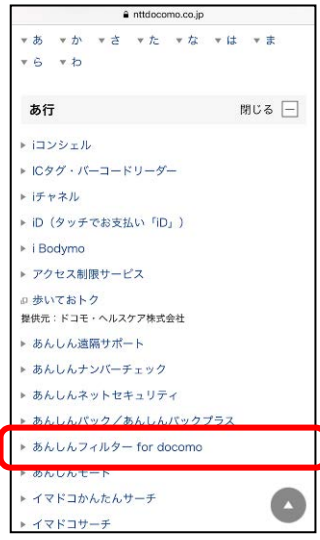 nttdocomo.co.jp
▼あ ▼か ▼さ ▼た ▼な ▼は ▼ま
▼ら ▼わ
あ行 閉じる
iコンシェル
ICタグ・バーコードリーダー
iチャネル
iD（タッチでお支払い「iD」）
i Bodymo
アクセス制限サービス
歩いておトク
提供元：ドコモ・ヘルスケア株式会社
あんしん遠隔サポート
あんしんナンバーチェック
あんしんネットセキュリティ
あんしんパック／あんしんパックプラス
あんしんフィルター for docomo
あんしんモード
イマドコかんたんサーチ
イマドコサーチ